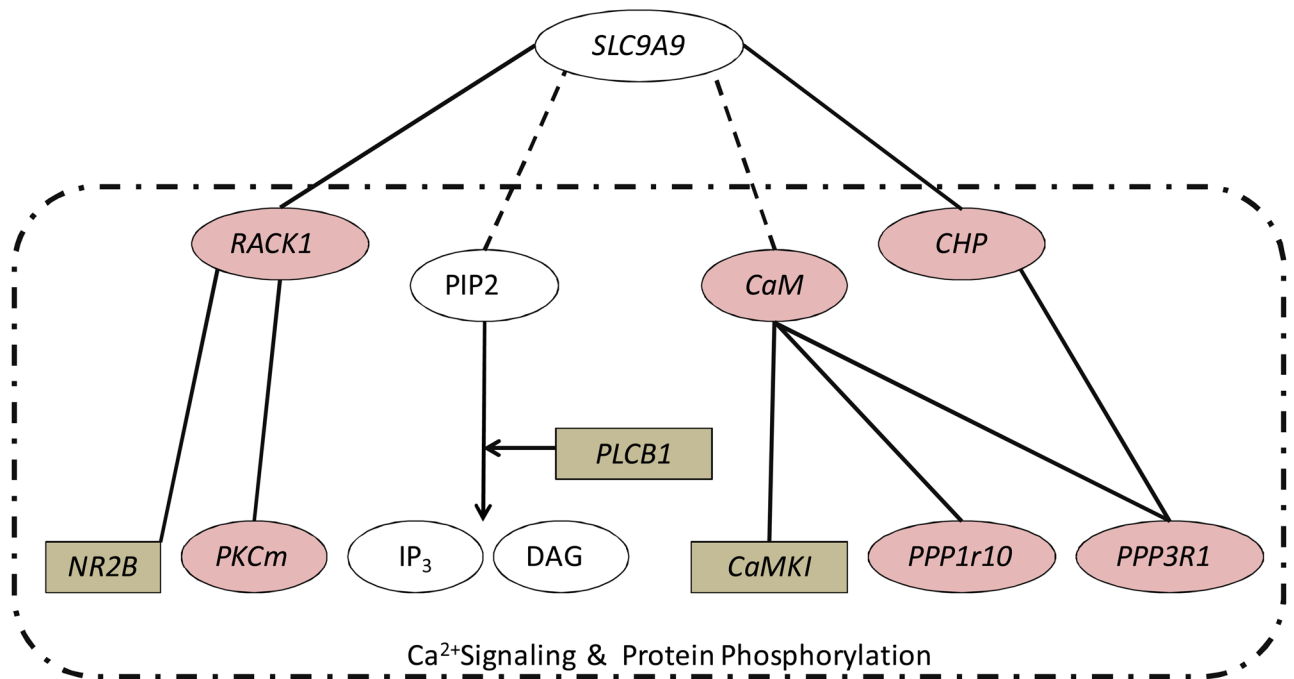 SLC9A9
RACK1
CHP
PIP2
CaM
PLCB1
NR2B
PKCm
IP₃
DAG
CaMKI
PPP1r10
PPP3R1
Ca²⁺Signaling & Protein Phosphorylation